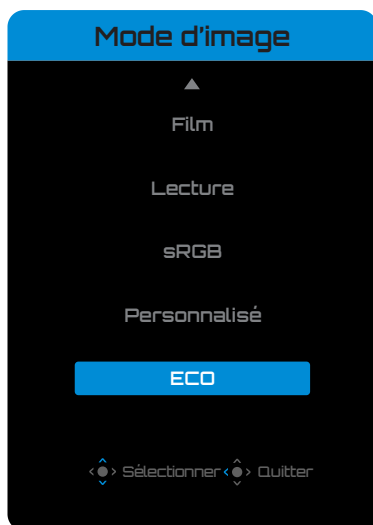 Mode d'image
Film
Lecture
sRGB
Personnalisé
ECO
Sélectionner Quitter